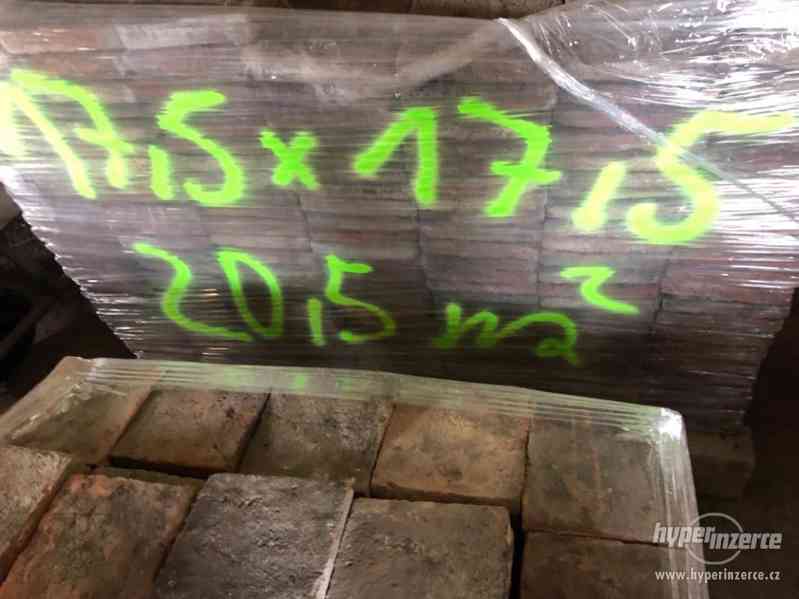 17,5 x 17,5
20,5 m²
hyperinzerce
www.hyperinzerce.cz